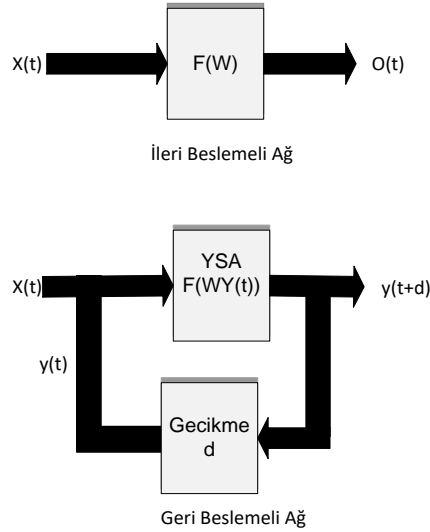 X(t)
F(W)
O(t)
İleri Beslemeli Ağ
YSA
F(WY(t))
X(t)
y(t+d)
y(t)
Gecikme
d
Geri Beslemeli Ağ